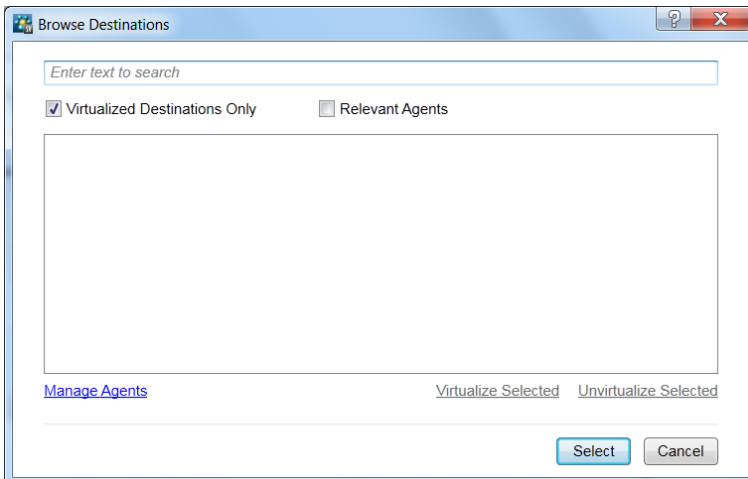 Browse Destinations
Enter text to search
Virtualized Destinations Only Relevant Agents
Manage Agents Virtualize Selected Unvirtualize Selected
Select Cancel